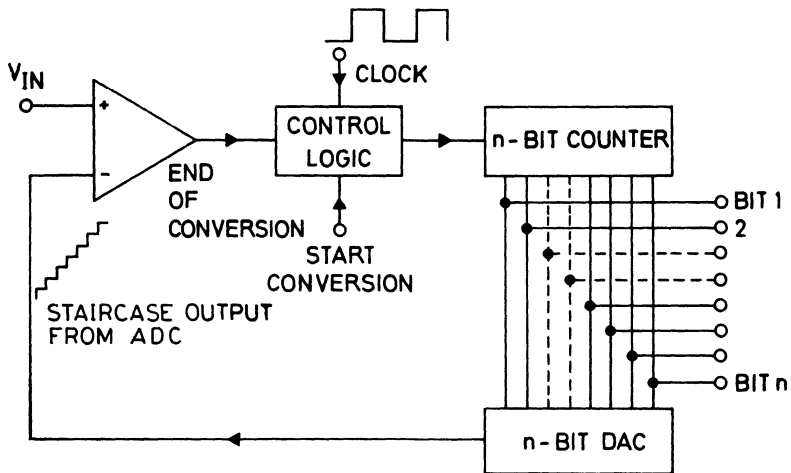 V_IN
+
-
END
OF
CONVERSION
CLOCK
CONTROL
LOGIC
START
CONVERSION
n-BIT COUNTER
BIT 1
2
BIT n
STAIRCASE OUTPUT
FROM ADC
n-BIT DAC